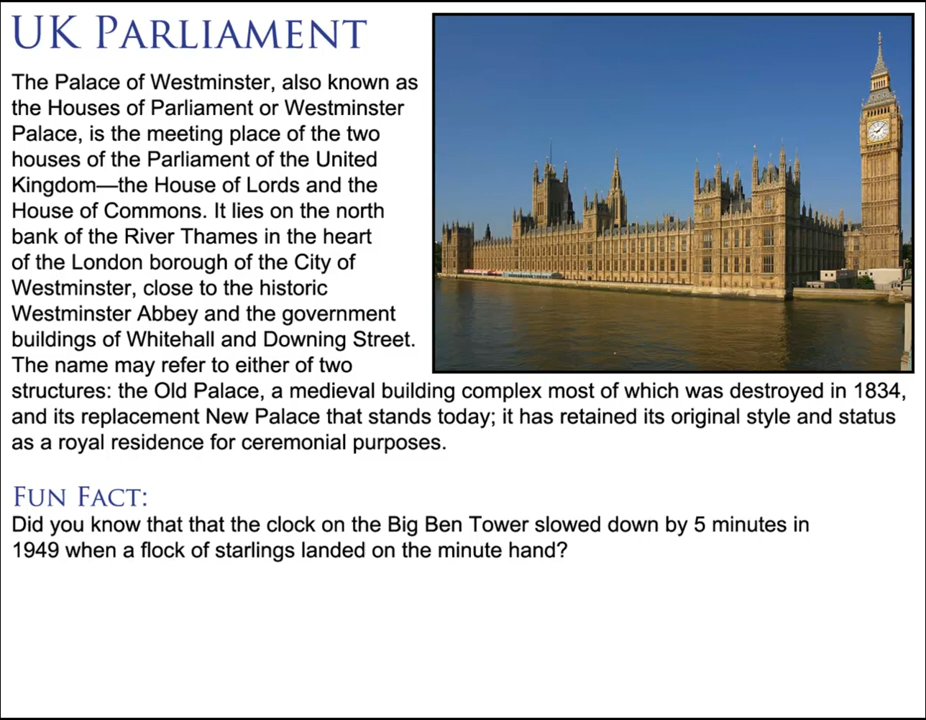 UK Parliament
The Palace of Westminster, also known as
the Houses of Parliament or Westminster
Palace, is the meeting place of the two
houses of the Parliament of the United
Kingdom—the House of Lords and the
House of Commons. It lies on the north
bank of the River Thames in the heart
of the London borough of the City of
Westminster, close to the historic
Westminster Abbey and the government
buildings of Whitehall and Downing Street.
The name may refer to either of two
structures: the Old Palace, a medieval building complex most of which was destroyed in 1834,
and its replacement New Palace that stands today; it has retained its original style and status
as a royal residence for ceremonial purposes.
Fun Fact:
Did you know that that the clock on the Big Ben Tower slowed down by 5 minutes in
1949 when a flock of starlings landed on the minute hand?